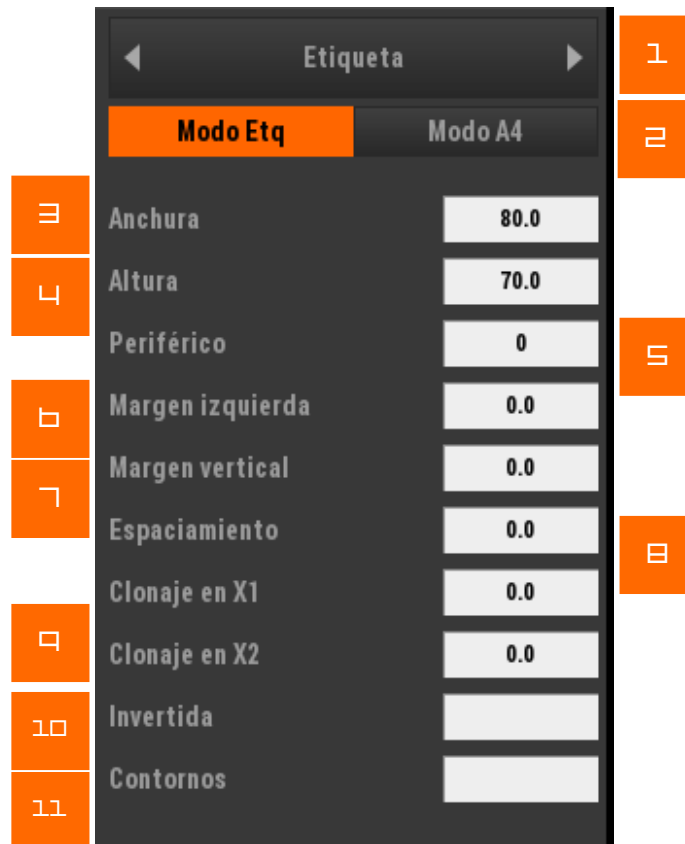 Etiqueta 1
Modo Etq Modo A4 2
3 Anchura 80.0
4 Altura 70.0
Periférico 0 5
6 Margen izquierda 0.0
7 Margen vertical 0.0
Espaciamiento 0.0 8
Clonaje en X1 0.0
9 Clonaje en X2 0.0
10 Invertida
11 Contornos